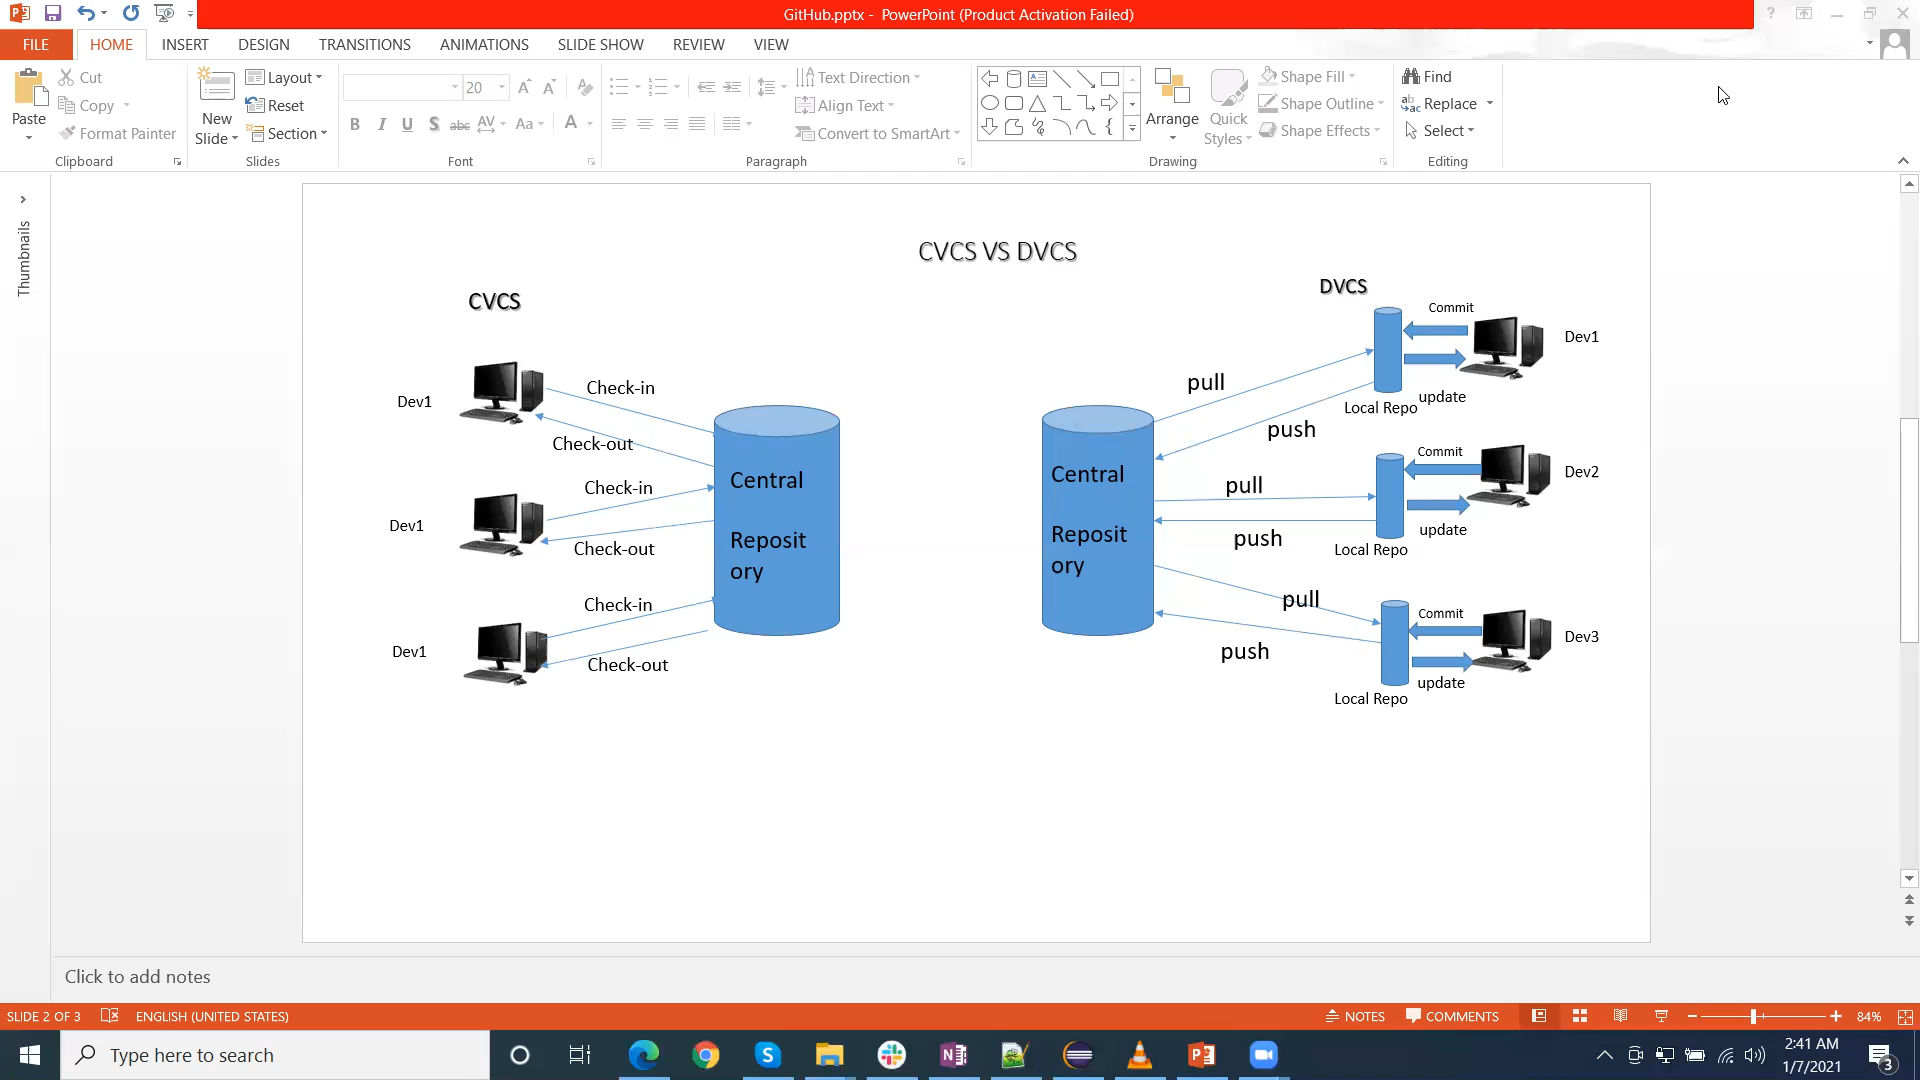 GitHub.pptx - PowerPoint (Product Activation Failed)
FILE HOME INSERT DESIGN TRANSITIONS ANIMATIONS SLIDE SHOW REVIEW VIEW
Paste
Cut
Copy
Format Painter
Clipboard
New
Slide
Layout
Reset
Section
Slides
20
Font
Text Direction
Align Text
Convert to SmartArt
Paragraph
Arrange
Quick
Styles
Shape Fill
Shape Outline
Shape Effects
Drawing
Find
Replace
Select
Editing
Thumbnails
CVCS VS DVCS
CVCS
Dev1
Check-in
Check-out
Dev1
Check-in
Check-out
Dev1
Check-in
Check-out
Central
Reposit
ory
DVCS
Central
Reposit
ory
pull
push
Commit
Dev1
update
Local Repo
pull
push
Commit
Dev2
update
Local Repo
pull
push
Commit
Dev3
update
Local Repo
Click to add notes
SLIDE 2 OF 3 ENGLISH (UNITED STATES) NOTES COMMENTS 84%
Type here to search
2:41 AM
1/7/2021
3